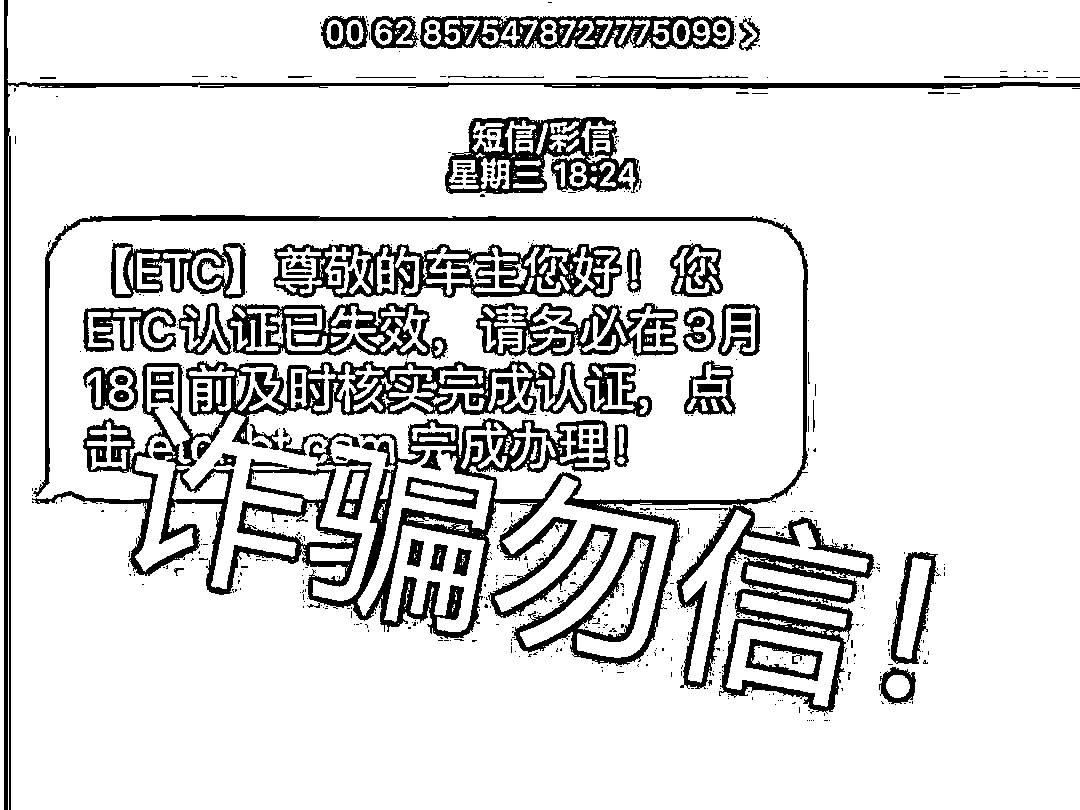 00 62 8575478727775099
短信/彩信
星期三 18:24
【ETC】尊敬的车主您好！您
ETC认证已失效，请务必在3月
18日前及时核实完成认证，点
击 完成办理！
诈骗勿信！